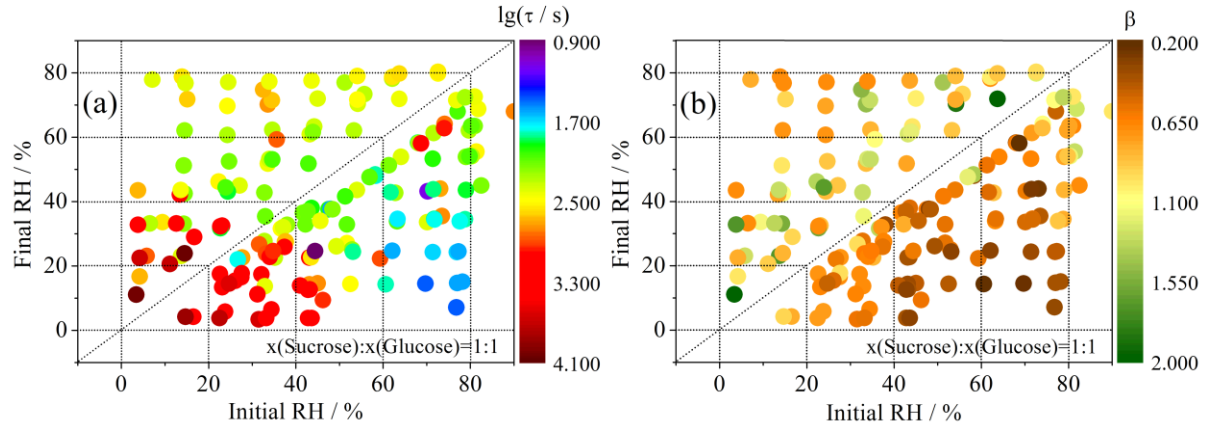 lg(τ / s)
(a)
Final RH / %
80
60
40
20
0
0 20 40 60 80
Initial RH / %
x(Sucrose):x(Glucose)=1:1
0.900
1.700
2.500
3.300
4.100
β
(b)
Final RH / %
80
60
40
20
0
0 20 40 60 80
Initial RH / %
x(Sucrose):x(Glucose)=1:1
0.200
0.650
1.100
1.550
2.000